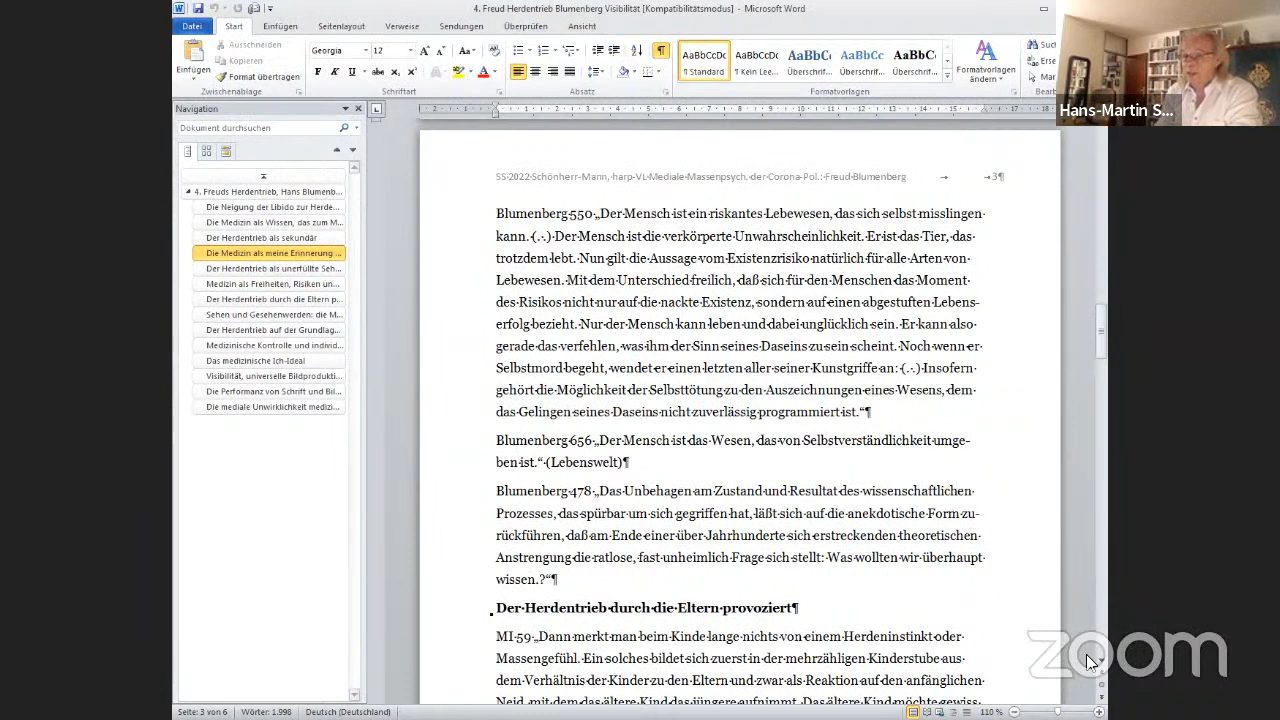 4. Freud Herdentrieb Blumenberg Visibilität [Kompatibilitätsmodus] - Microsoft Word
Datei Start Einfügen Seitenlayout Verweise Sendungen Überprüfen Ansicht
Ausschneiden
Kopieren
Format übertragen
Einfügen
Georgia 12
F K U abc
AaBbCcDc AaBbCcDc AaBbC AaBbCc AaBbC
¶ Standard ¶ Kein Lee... Überschrif... Überschrif... Überschrif...
Formatvorlagen ändern
Zwischenablage Schriftart Absatz Formatvorlagen
Hans-Martin S...
Navigation
Dokument durchsuchen
4. Freuds Herdentrieb, Hans Blumenb...
Die Neigung der Libido zur Herde...
Die Medizin als Wissen, das zum M...
Der Herdentrieb als sekundär
Die Medizin als meine Erinnerung ...
Der Herdentrieb als unerfüllte Seh...
Medizin als Freiheiten, Risiken un...
Der Herdentrieb durch die Eltern p...
Sehen und Gesehenwerden: die M...
Der Herdentrieb auf der Grundlag...
Medizinische Kontrolle und individ...
Das medizinische Ich-Ideal
Visibilität, universelle Bildprodukti...
Die Performanz von Schrift und Bil...
Die mediale Unwirklichkeit medizi...
SS·2022·Schönherr-Mann,·harp·VL·Mediale·Massenpsych.·der·Corona-Pol.:·Freud·Blumenberg → → 3¶
Blumenberg·550·„Der·Mensch·ist·ein·riskantes·Lebewesen,·das·sich·selbst·misslingen·
kann.·(.·.)·Der·Mensch·ist·die·verkörperte·Unwahrscheinlichkeit.·Er·ist·das·Tier,·das·
trotzdem·lebt.·Nun·gilt·die·Aussage·vom·Existenzrisiko·natürlich·für·alle·Arten·von·
Lebewesen.·Mit·dem·Unterschied·freilich,·daß·sich·für·den·Menschen·das·Moment·
des·Risikos·nicht·nur·auf·die·nackte·Existenz,·sondern·auf·einen·abgestuften·Lebens-
erfolg·bezieht.·Nur·der·Mensch·kann·leben·und·dabei·unglücklich·sein.·Er·kann·also·
gerade·das·verfehlen,·was·ihm·der·Sinn·seines·Daseins·zu·sein·scheint.·Noch·wenn·er·
Selbstmord·begeht,·wendet·er·einen·letzten·aller·seiner·Kunstgriffe·an:·(.·.)·Insofern·
gehört·die·Möglichkeit·der·Selbsttötung·zu·den·Auszeichnungen·eines·Wesens,·dem·
das·Gelingen·seines·Daseins·nicht·zuverlässig·programmiert·ist.“¶
Blumenberg·656·„Der·Mensch·ist·das·Wesen,·das·von·Selbstverständlichkeit·umge-
ben·ist.“·(Lebenswelt)¶
Blumenberg·478·„Das·Unbehagen·am·Zustand·und·Resultat·des·wissenschaftlichen·
Prozesses,·das·spürbar·um·sich·gegriffen·hat,·läßt·sich·auf·die·anekdotische·Form·zu-
rückführen,·daß·am·Ende·einer·über·Jahrhunderte·sich·erstreckenden·theoretischen·
Anstrengung·die·ratlose,·fast·unheimlich·Frage·sich·stellt:·Was·wollten·wir·überhaupt·
wissen.?“¶
Der·Herdentrieb·durch·die·Eltern·provoziert¶
MI·59·„Dann·merkt·man·beim·Kinde·lange·nichts·von·einem·Herdeninstinkt·oder·
Massengefühl.·Ein·solches·bildet·sich·zuerst·in·der·mehrzähligen·Kinderstube·aus·
dem·Verhältnis·der·Kinder·zu·den·Eltern·und·zwar·als·Reaktion·auf·den·anfänglichen·
Neid,·mit·dem·das·ältere·Kind·das·jüngere·aufnimmt.·Das·ältere·Kind·möchte·gewiss-
zoom
Seite: 3 von 6 Wörter: 1.998 Deutsch (Deutschland) 110 %